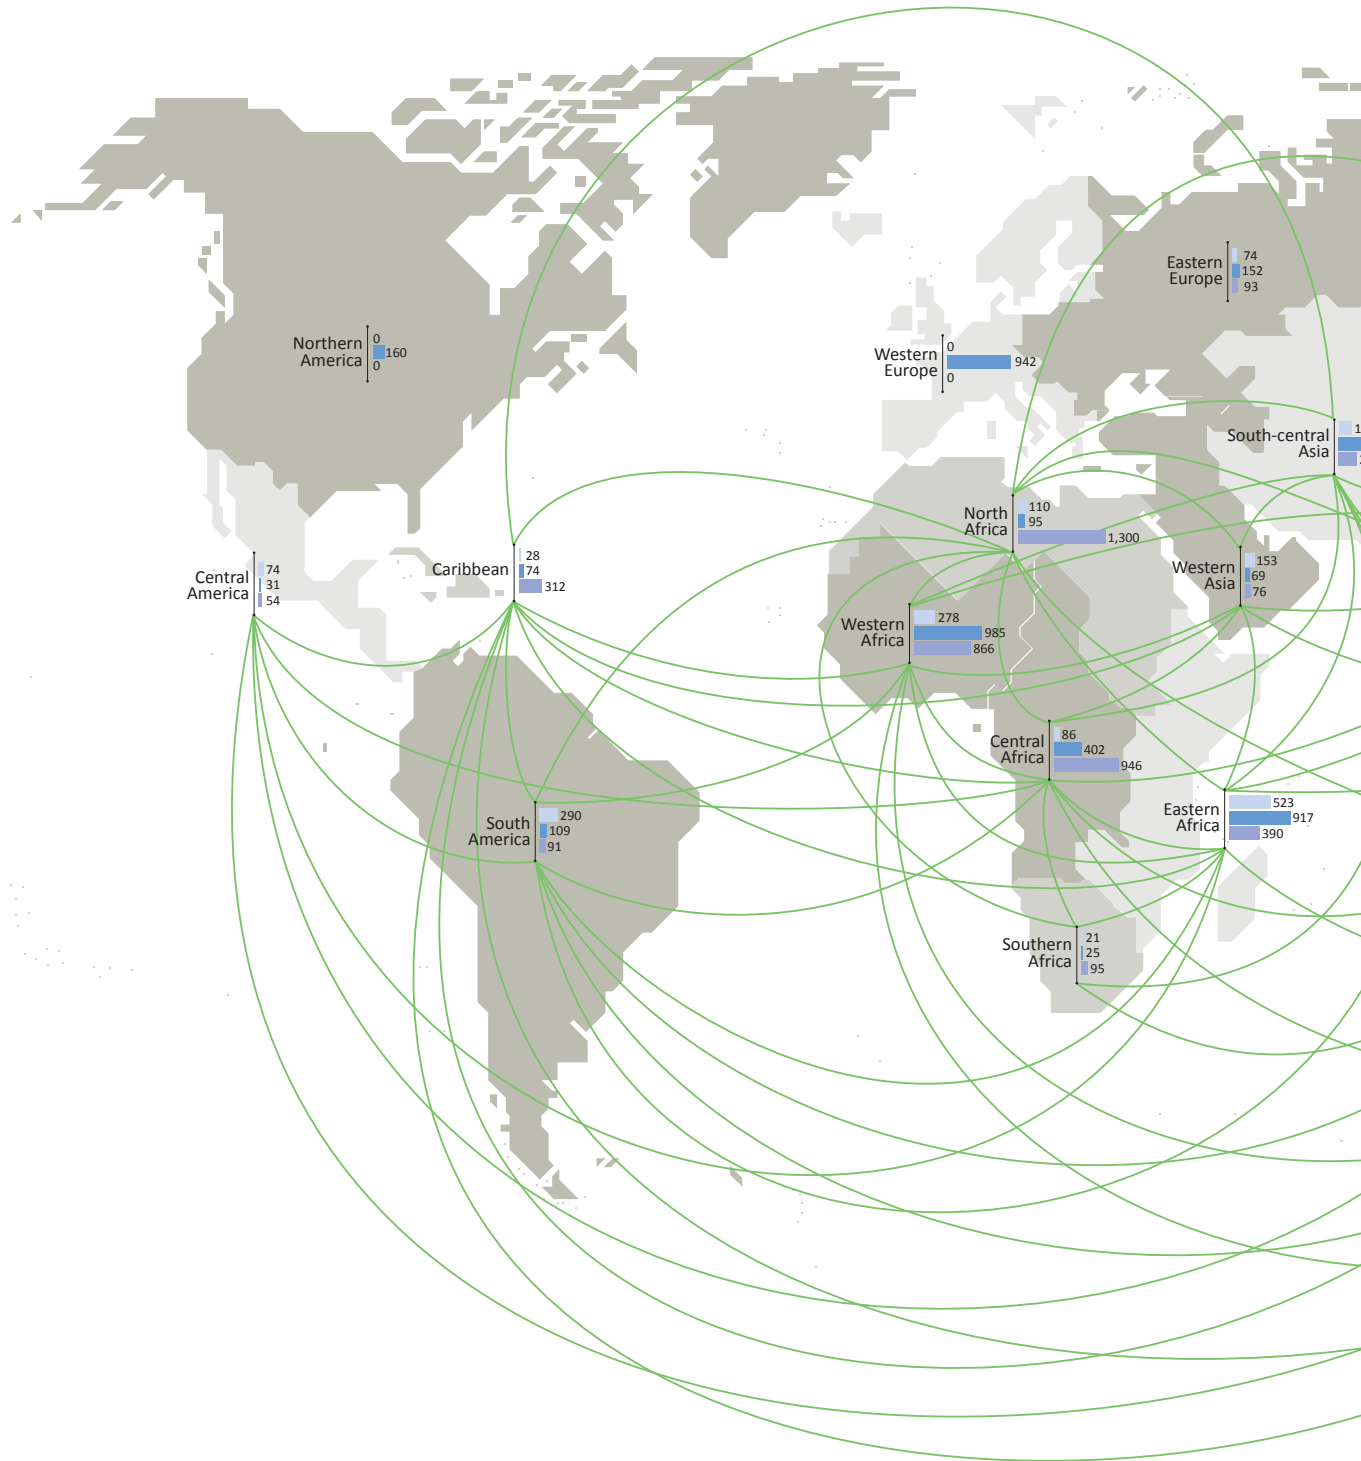 Eastern
Europe
74
152
93
Northern
America
0
160
0
Western
Europe
0
942
0
South-central
Asia
1
North
Africa
110
95
1,300
Caribbean
28
74
312
Central
America
74
31
54
Western
Asia
153
69
76
Western
Africa
278
985
866
Central
Africa
86
402
946
South
America
290
109
91
Eastern
Africa
523
917
390
Southern
Africa
21
25
95